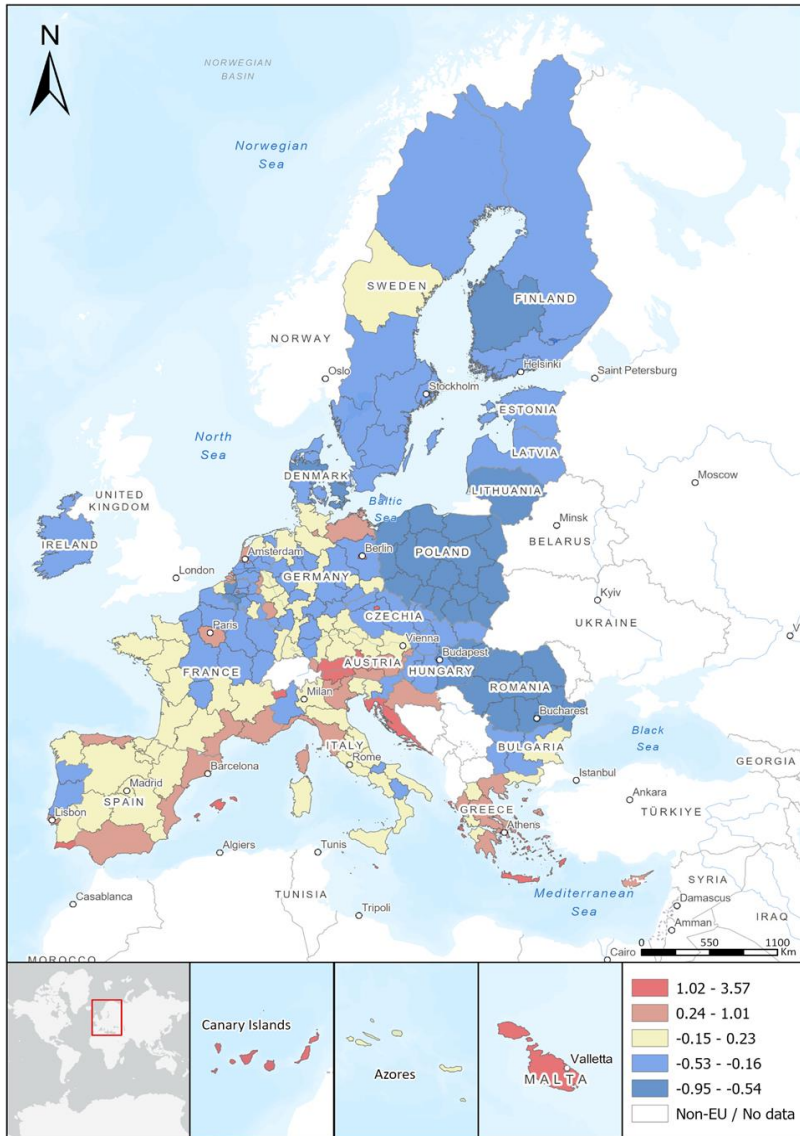 N
NORWEGIAN
BASIN
Norwegian
Sea
SWEDEN
FINLAND
NORWAY
Oslo
Helsinki
Saint Petersburg
Stockholm
ESTONIA
North
Sea
LATVIA
DENMARK
Moscow
Baltic
Sea
LITHUANIA
UNITED
KINGDOM
Minsk
BELARUS
IRELAND
Amsterdam
Berlin
POLAND
London
GERMANY
Kyiv
UKRAINE
CZECHIA
Paris
V
Vienna
Budapest
AUSTRIA
HUNGARY
FRANCE
Milan
ROMANIA
Bucharest
Black
Sea
BULGARIA
ITALY
Rome
Istanbul
GEORGIA
Barcelona
Madrid
SPAIN
Ankara
TÜRKIYE
GREECE
Lisbon
Athens
Algiers
Tunis
SYRIA
Mediterranean
Sea
Damascus
TUNISIA
Casablanca
Tripoli
Amman
IRAQ
Cairo
MOROCCO
0 550 1100
Km
Canary Islands
Azores
Valletta
MALTA
1.02 - 3.57
0.24 - 1.01
-0.15 - 0.23
-0.53 - -0.16
-0.95 - -0.54
Non-EU / No data